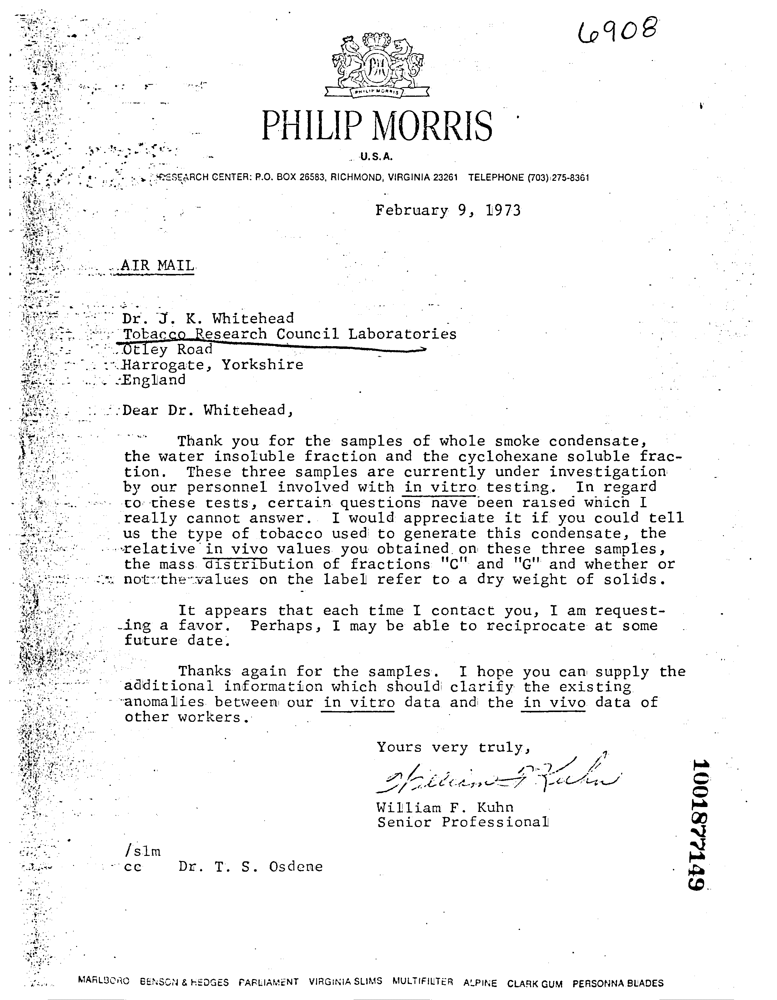 6908
PM
PHILIP MORRIS
PHILIP MORRIS
U.S.A.
RESEARCH CENTER: P.O. BOX 26583, RICHMOND, VIRGINIA 23261 TELEPHONE (703) 275-8361
February 9, 1973
AIR MAIL
Dr. J. K. Whitehead
Tobacco Research Council Laboratories
Otley Road
Harrogate, Yorkshire
England
Dear Dr. Whitehead,
Thank you for the samples of whole smoke condensate,
the water insoluble fraction and the cyclohexane soluble frac-
tion. These three samples are currently under investigation
by our personnel involved with in vitro testing. In regard
to these tests, certain questions have been raised which I
really cannot answer. I would appreciate it if you could tell
us the type of tobacco used to generate this condensate, the
relative in vivo values you obtained on these three samples,
the mass distribution of fractions "C" and "G" and whether or
not the values on the label refer to a dry weight of solids.
It appears that each time I contact you, I am request-
ing a favor. Perhaps, I may be able to reciprocate at some
future date.
Thanks again for the samples. I hope you can supply the
additional information which should clarify the existing
anomalies between our in vitro data and the in vivo data of
other workers.
Yours very truly,
William F Kuhn
William F. Kuhn
Senior Professional
/slm
cc Dr. T. S. Osdene
1001877149
MARLBORO BENSON & HEDGES PARLIAMENT VIRGINIA SLIMS MULTIFILTER ALPINE CLARK GUM PERSONNA BLADES